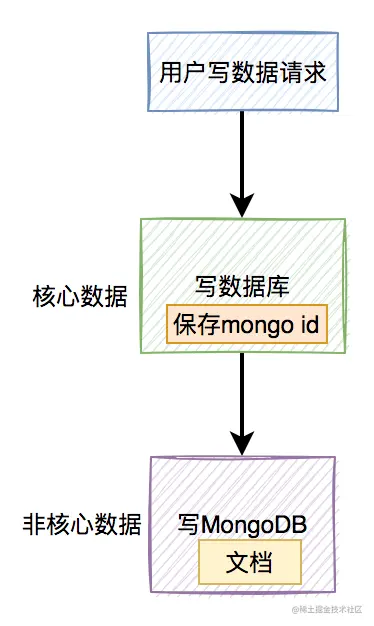 用户写数据请求
核心数据
写数据库
保存mongo id
非核心数据
写MongoDB
文档
@稀土掘金技术社区